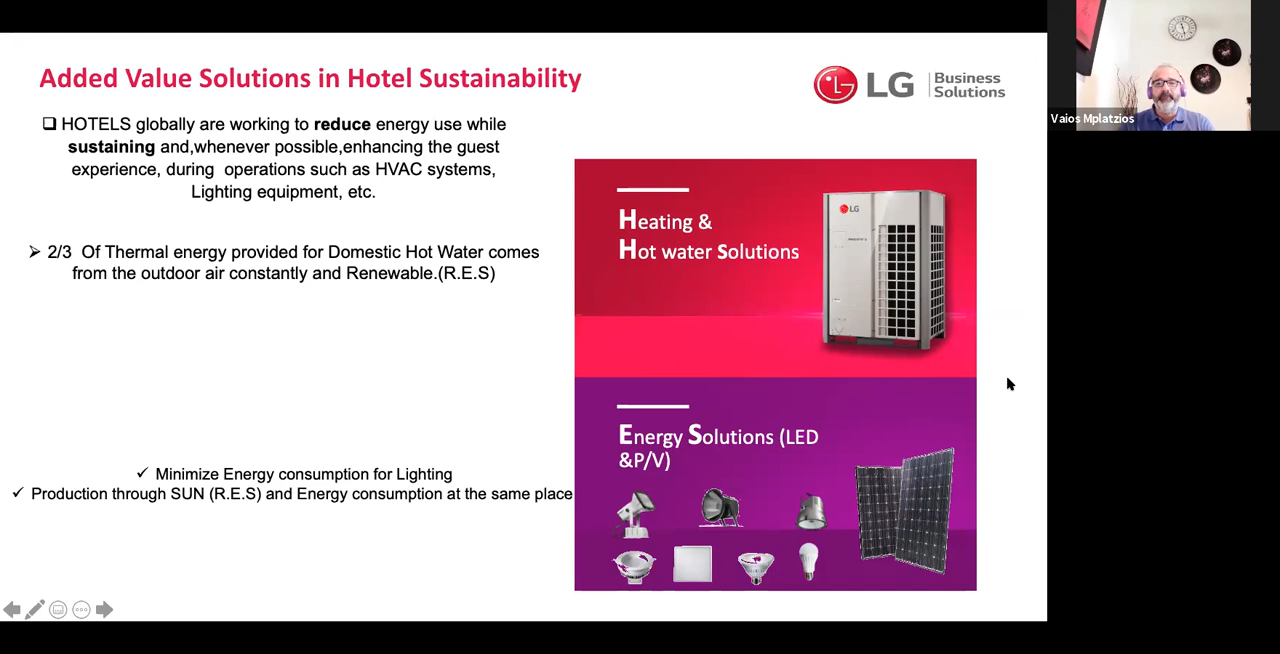 Added Value Solutions in Hotel Sustainability
LG Business
Solutions
Vaios Mplatzios
HOTELS globally are working to reduce energy use while
sustaining and,whenever possible,enhancing the guest
experience, during operations such as HVAC systems,
Lighting equipment, etc.
2/3 Of Thermal energy provided for Domestic Hot Water comes
from the outdoor air constantly and Renewable.(R.E.S)
Minimize Energy consumption for Lighting
Production through SUN (R.E.S) and Energy consumption at the same place
Heating &
Hot water Solutions
LG
Energy Solutions (LED
&P/V)